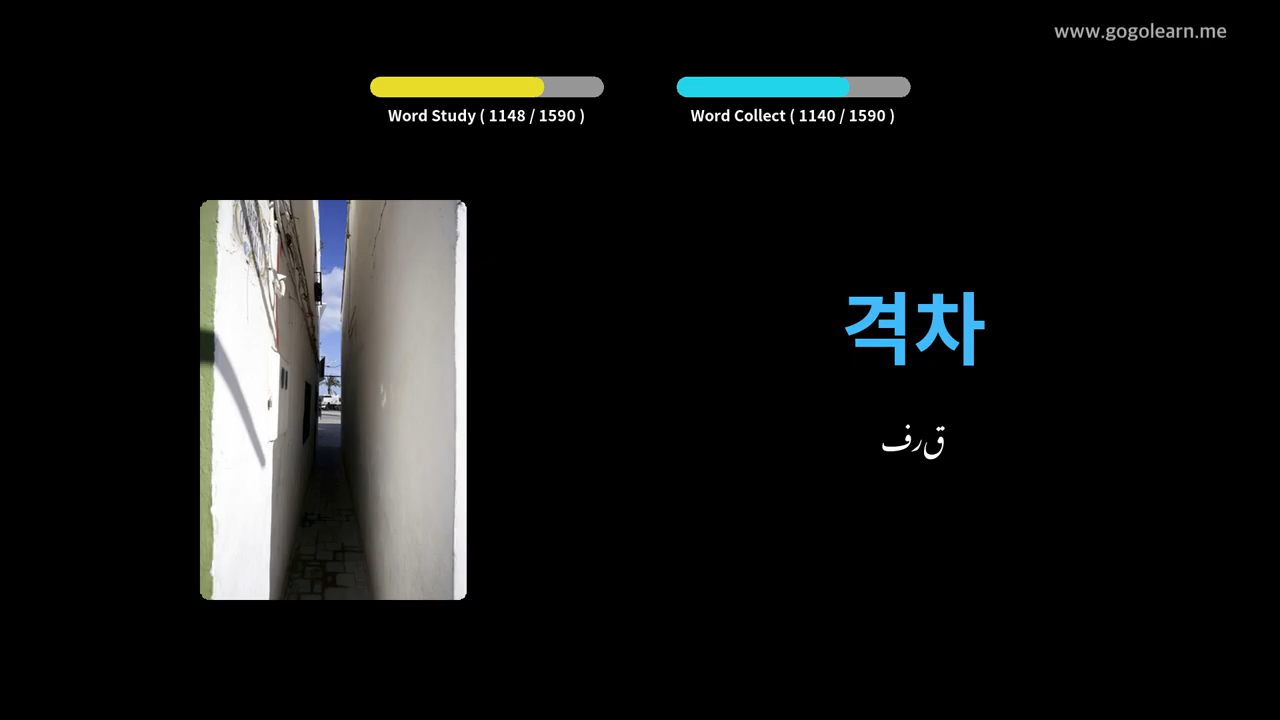 www.gogolearn.me
Word Study ( 1148 / 1590 )
Word Collect ( 1140 / 1590 )
격차
ق رف